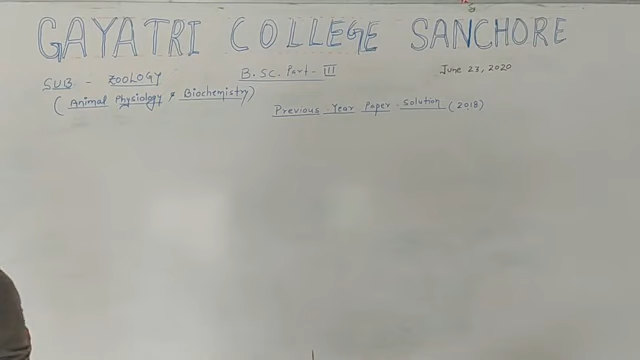 GAYATRI COLLEGE SANCHORE
SUB - ZOOLOGY B.SC. Part - III June 23, 2020
( Animal Physiology & Biochemistry)
Previous -Year Paper -Solution (2018)